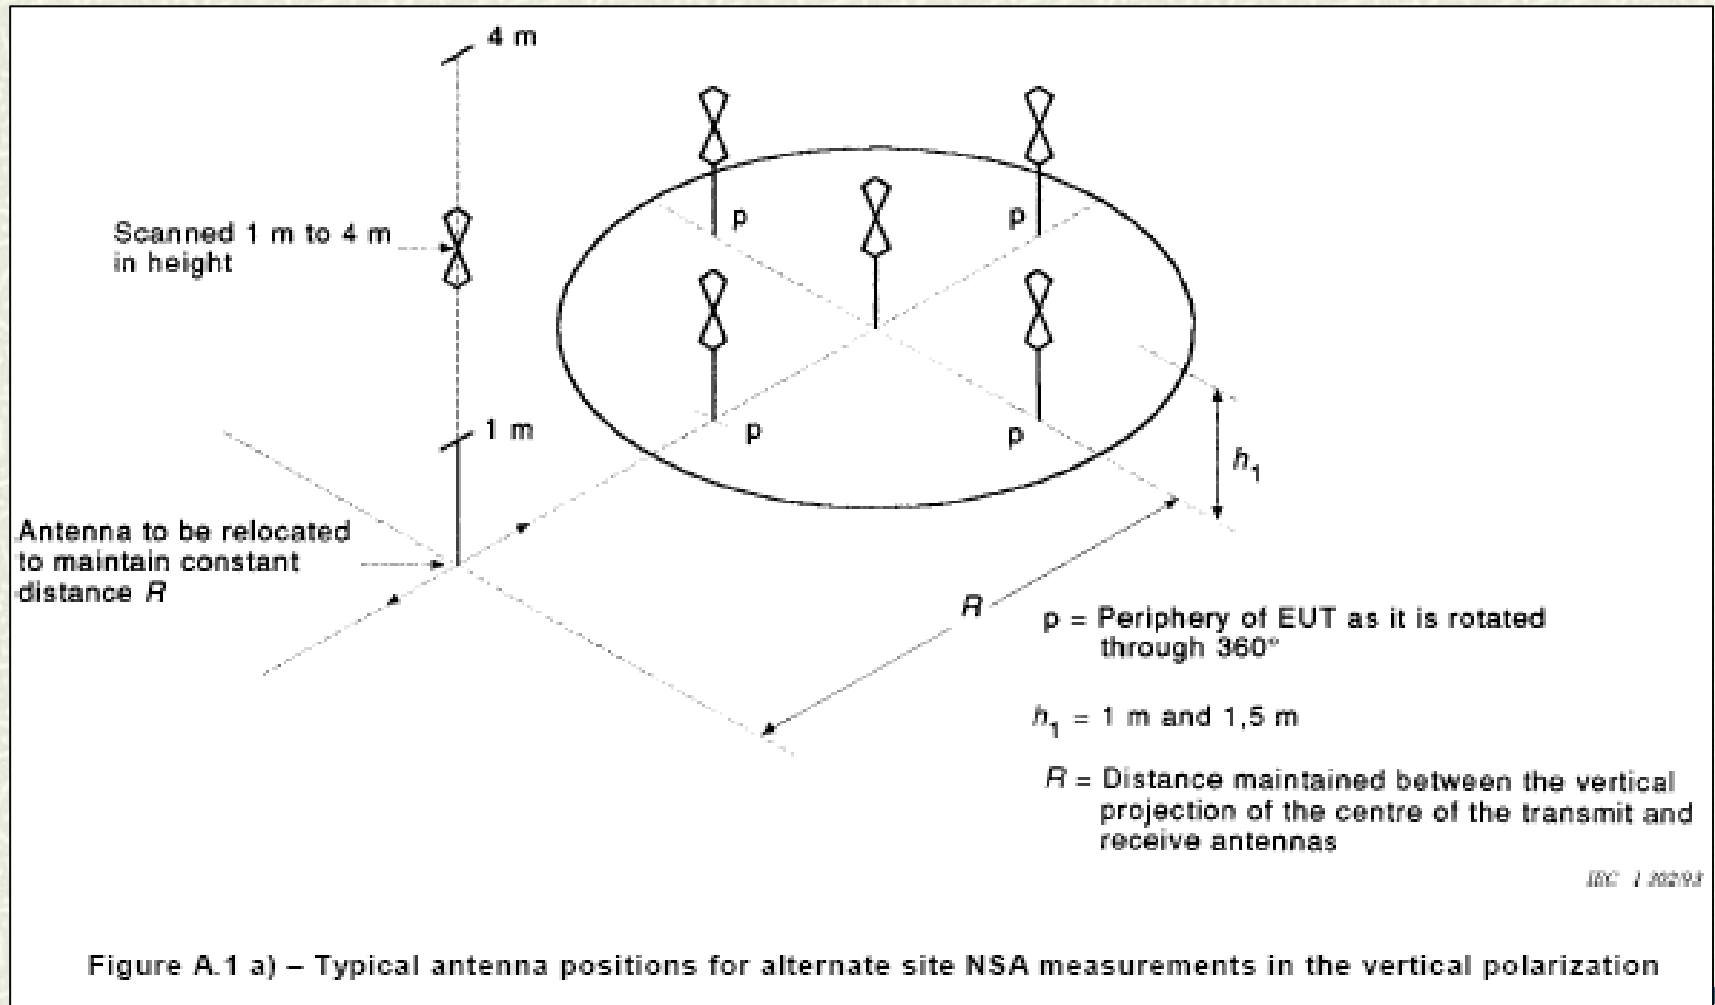 4 m
Scanned 1 m to 4 m
in height
p
p
1 m
p
p
h1
Antenna to be relocated
to maintain constant
distance R
R
p = Periphery of EUT as it is rotated
through 360°
h1 = 1 m and 1,5 m
R = Distance maintained between the vertical
projection of the centre of the transmit and
receive antennas
IEC
Figure A.1 a) – Typical antenna positions for alternate site NSA measurements in the vertical polarization